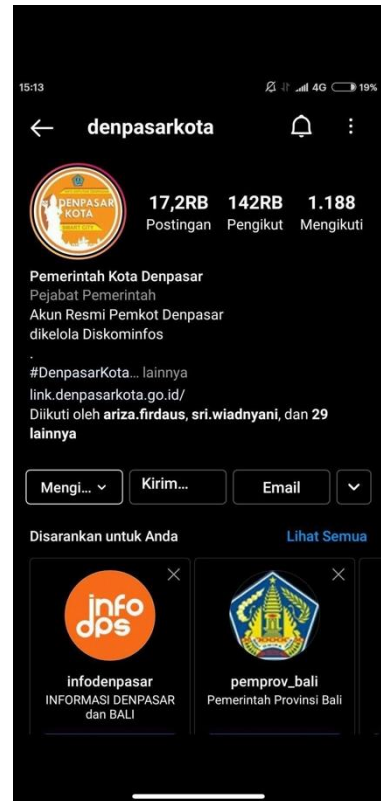 15:13
4G 19%
denpasarkota
DENPASAR
KOTA
17,2RB 142RB 1.188
Postingan Pengikut Mengikuti
Pemerintah Kota Denpasar
Pejabat Pemerintah
Akun Resmi Pemkot Denpasar
dikelola Diskominfos
.
#DenpasarKota... lainnya
link.denpasarkota.go.id/
Diikuti oleh ariza.firdaus, sri.wiadnyani, dan 29
lainnya
Mengi... Kirim... Email
Disarankan untuk Anda Lihat Semua
info
dps
infodenpasar
INFORMASI DENPASAR
dan BALI
pemprov_bali
Pemerintah Provinsi Bali